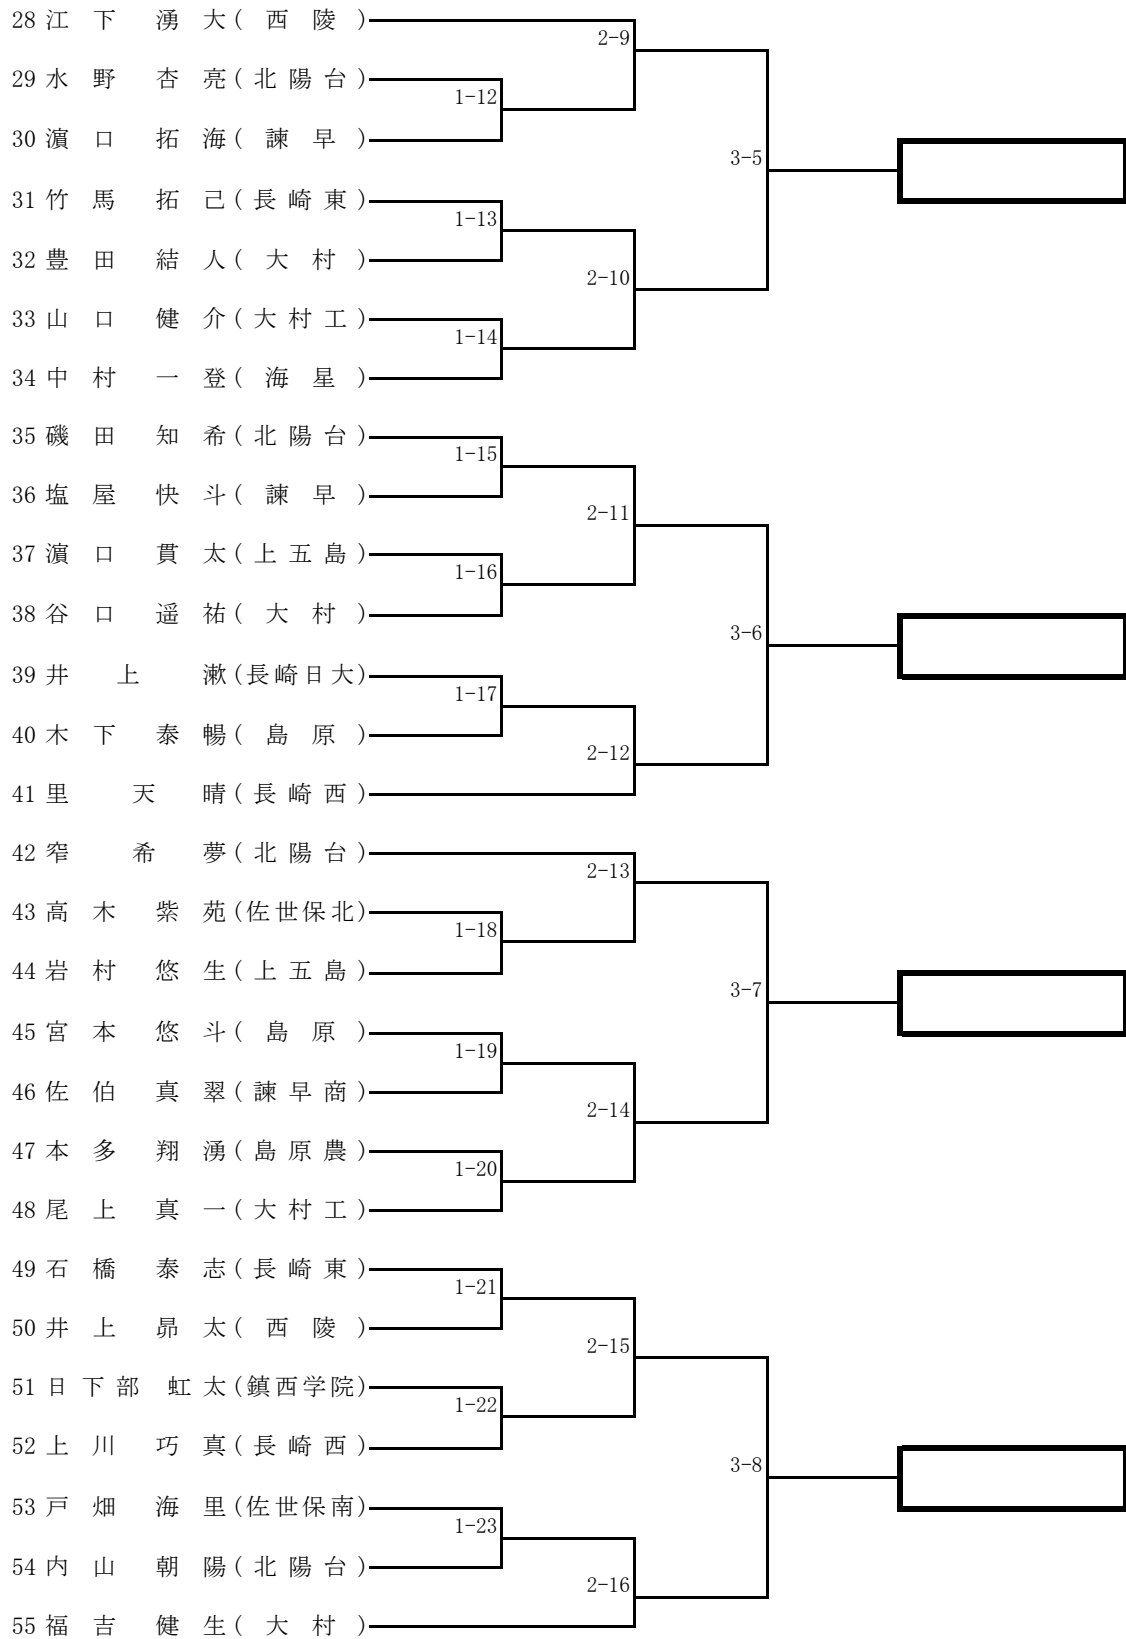 28 江下 湧大(西陵)
2-9
29 水野 杏亮(北陽台)
1-12
30 濵口 拓海(諫早)
3-5
31 竹馬 拓己(長崎東)
1-13
32 豊田 結人(大村)
2-10
33 山口 健介(大村工)
1-14
34 中村 一登(海星)
35 磯田 知希(北陽台)
1-15
36 塩屋 快斗(諫早)
2-11
37 濵口 貫太(上五島)
1-16
38 谷口 遥祐(大村)
3-6
39 井上 漱(長崎日大)
1-17
40 木下 泰暢(島原)
2-12
41 里 天晴(長崎西)
42 窄 希夢(北陽台)
2-13
43 高木 紫苑(佐世保北)
1-18
44 岩村 悠生(上五島)
3-7
45 宮本 悠斗(島原)
1-19
46 佐伯 真翠(諫早商)
2-14
47 本多 翔湧(島原農)
1-20
48 尾上 真一(大村工)
49 石橋 泰志(長崎東)
1-21
50 井上 昴太(西陵)
2-15
51 日下部 虹太(鎮西学院)
1-22
52 上川 巧真(長崎西)
3-8
53 戸畑 海里(佐世保南)
1-23
54 内山 朝陽(北陽台)
2-16
55 福吉 健生(大村)